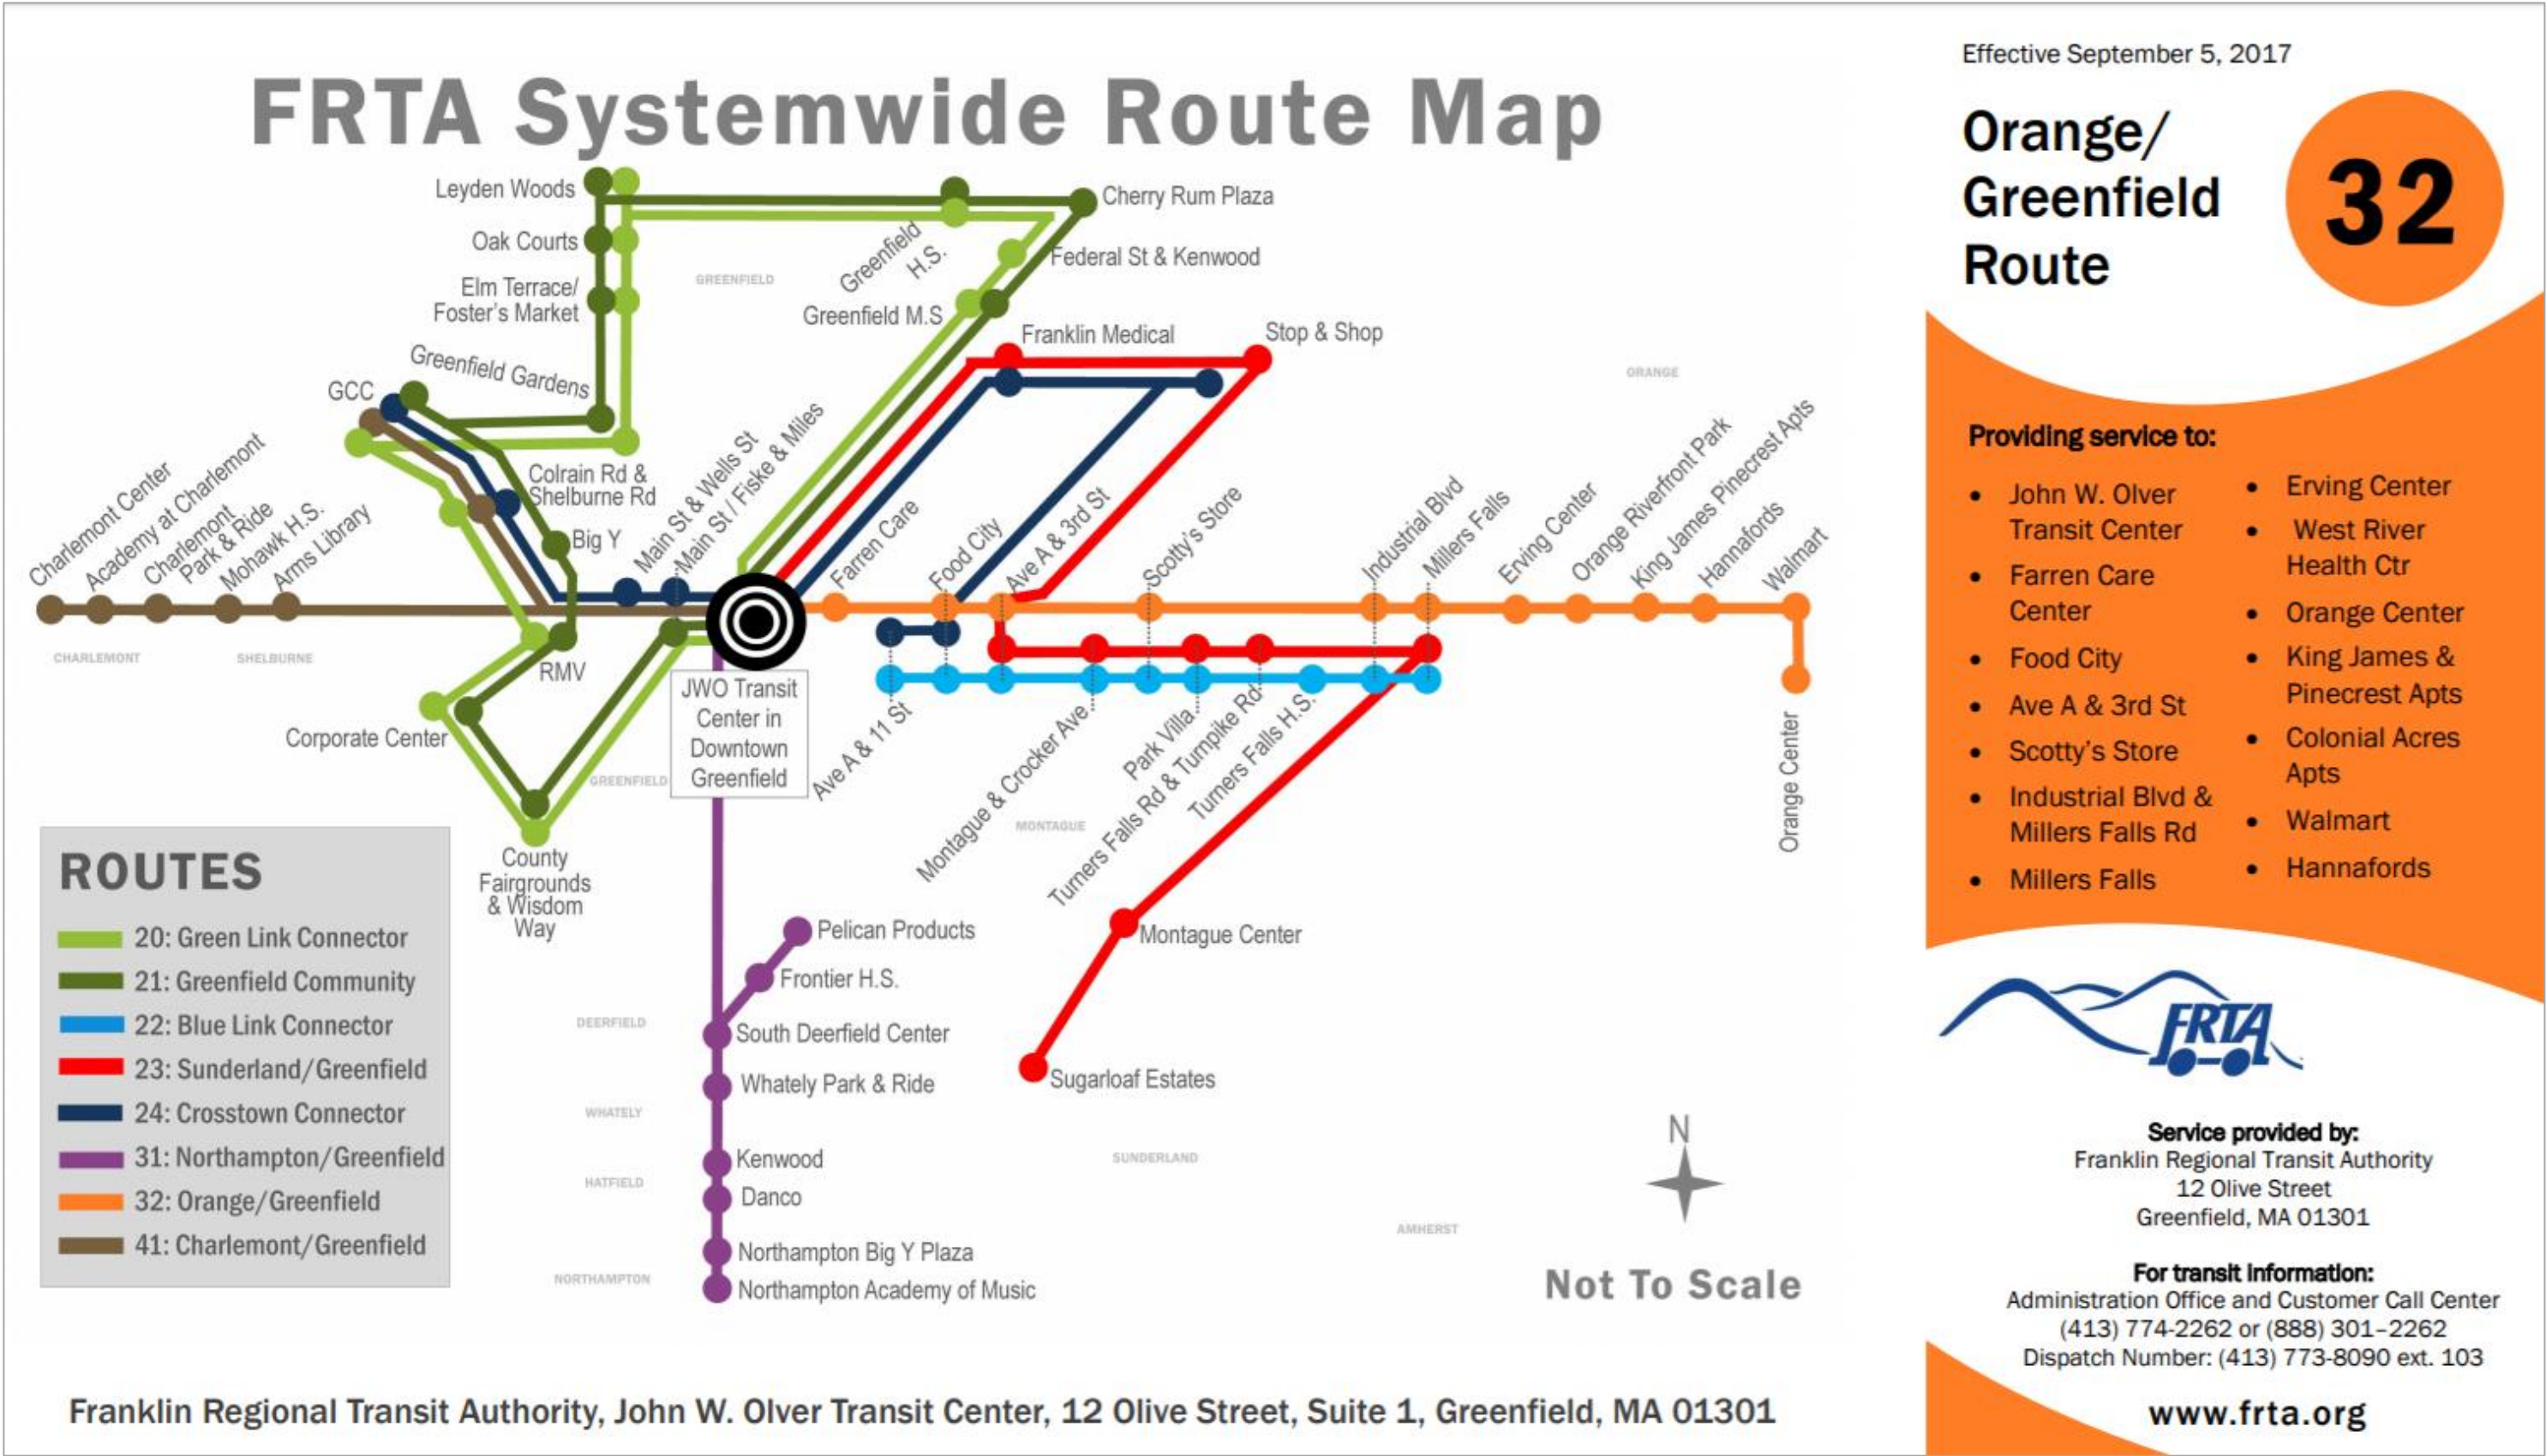 FRTA Systemwide Route Map
Leyden Woods
Cherry Rum Plaza
Oak Courts
Greenfield
H.S.
Federal St & Kenwood
GREENFIELD
Elm Terrace/
Foster's Market
Greenfield M.S
Franklin Medical
Stop & Shop
Greenfield Gardens
GCC
ORANGE
Colrain Rd &
Shelburne Rd
Big Y
Charlemont Center
Academy at Charlemont
Charlemont
Park & Ride
Mohawk H.S.
Arms Library
Main St & Wells St
Main St / Fiske & Miles
Farren Care
Food City
Ave A & 3rd St
Scotty's Store
Industrial Blvd
Millers Falls
Erving Center
Orange Riverfront Park
King James Pinecrest Apts
Hannafords
Walmart
CHARLEMONT
SHELBURNE
RMV
JWO Transit
Center in
Downtown
Greenfield
Corporate Center
GREENFIELD
Ave A & 11 St
Montague & Crocker Ave
Park Villa
Turners Falls Rd & Turnpike Rd
Turners Falls H.S.
Orange Center
MONTAGUE
County
Fairgrounds
& Wisdom
Way
Pelican Products
Montague Center
Frontier H.S.
DEERFIELD
South Deerfield Center
Whately Park & Ride
Sugarloaf Estates
WHATELY
Kenwood
SUNDERLAND
HATFIELD
Danco
AMHERST
Northampton Big Y Plaza
NORTHAMPTON
Northampton Academy of Music
N
Not To Scale
ROUTES
20: Green Link Connector
21: Greenfield Community
22: Blue Link Connector
23: Sunderland/Greenfield
24: Crosstown Connector
31: Northampton/Greenfield
32: Orange/Greenfield
41: Charlemont/Greenfield
Franklin Regional Transit Authority, John W. Olver Transit Center, 12 Olive Street, Suite 1, Greenfield, MA 01301
Effective September 5, 2017
Orange/
Greenfield
Route
32
Providing service to:
• John W. Olver
Transit Center
• Farren Care
Center
• Food City
• Ave A & 3rd St
• Scotty's Store
• Industrial Blvd &
Millers Falls Rd
• Millers Falls
• Erving Center
• West River
Health Ctr
• Orange Center
• King James &
Pinecrest Apts
• Colonial Acres
Apts
• Walmart
• Hannafords
FRTA
Service provided by:
Franklin Regional Transit Authority
12 Olive Street
Greenfield, MA 01301
For transit information:
Administration Office and Customer Call Center
(413) 774-2262 or (888) 301-2262
Dispatch Number: (413) 773-8090 ext. 103
www.frta.org